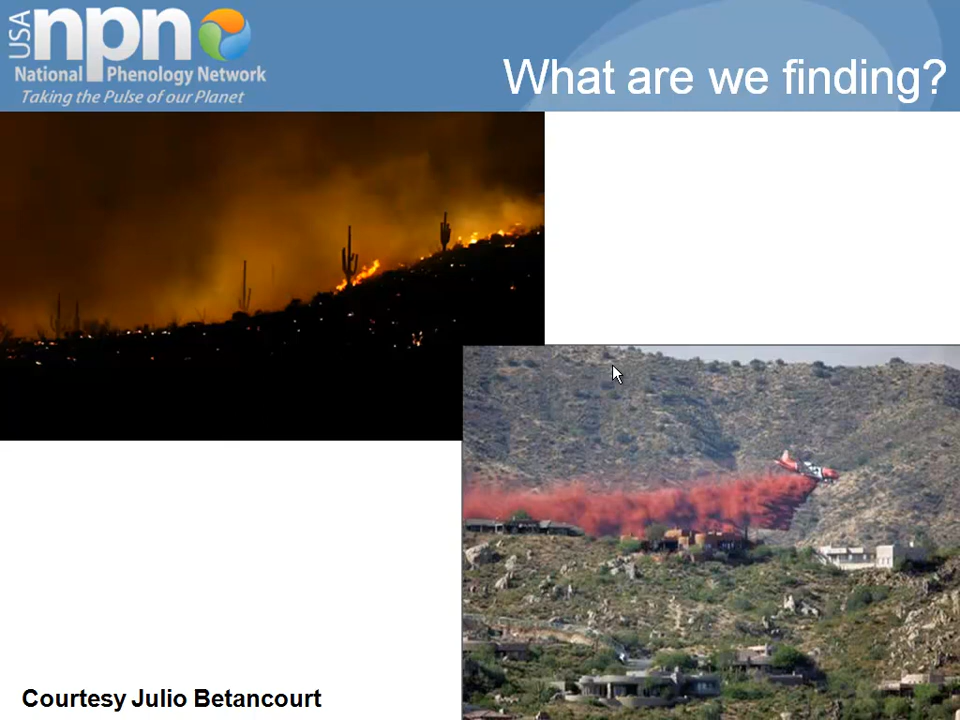 USA
npn
National Phenology Network
Taking the Pulse of our Planet
What are we finding?
Courtesy Julio Betancourt